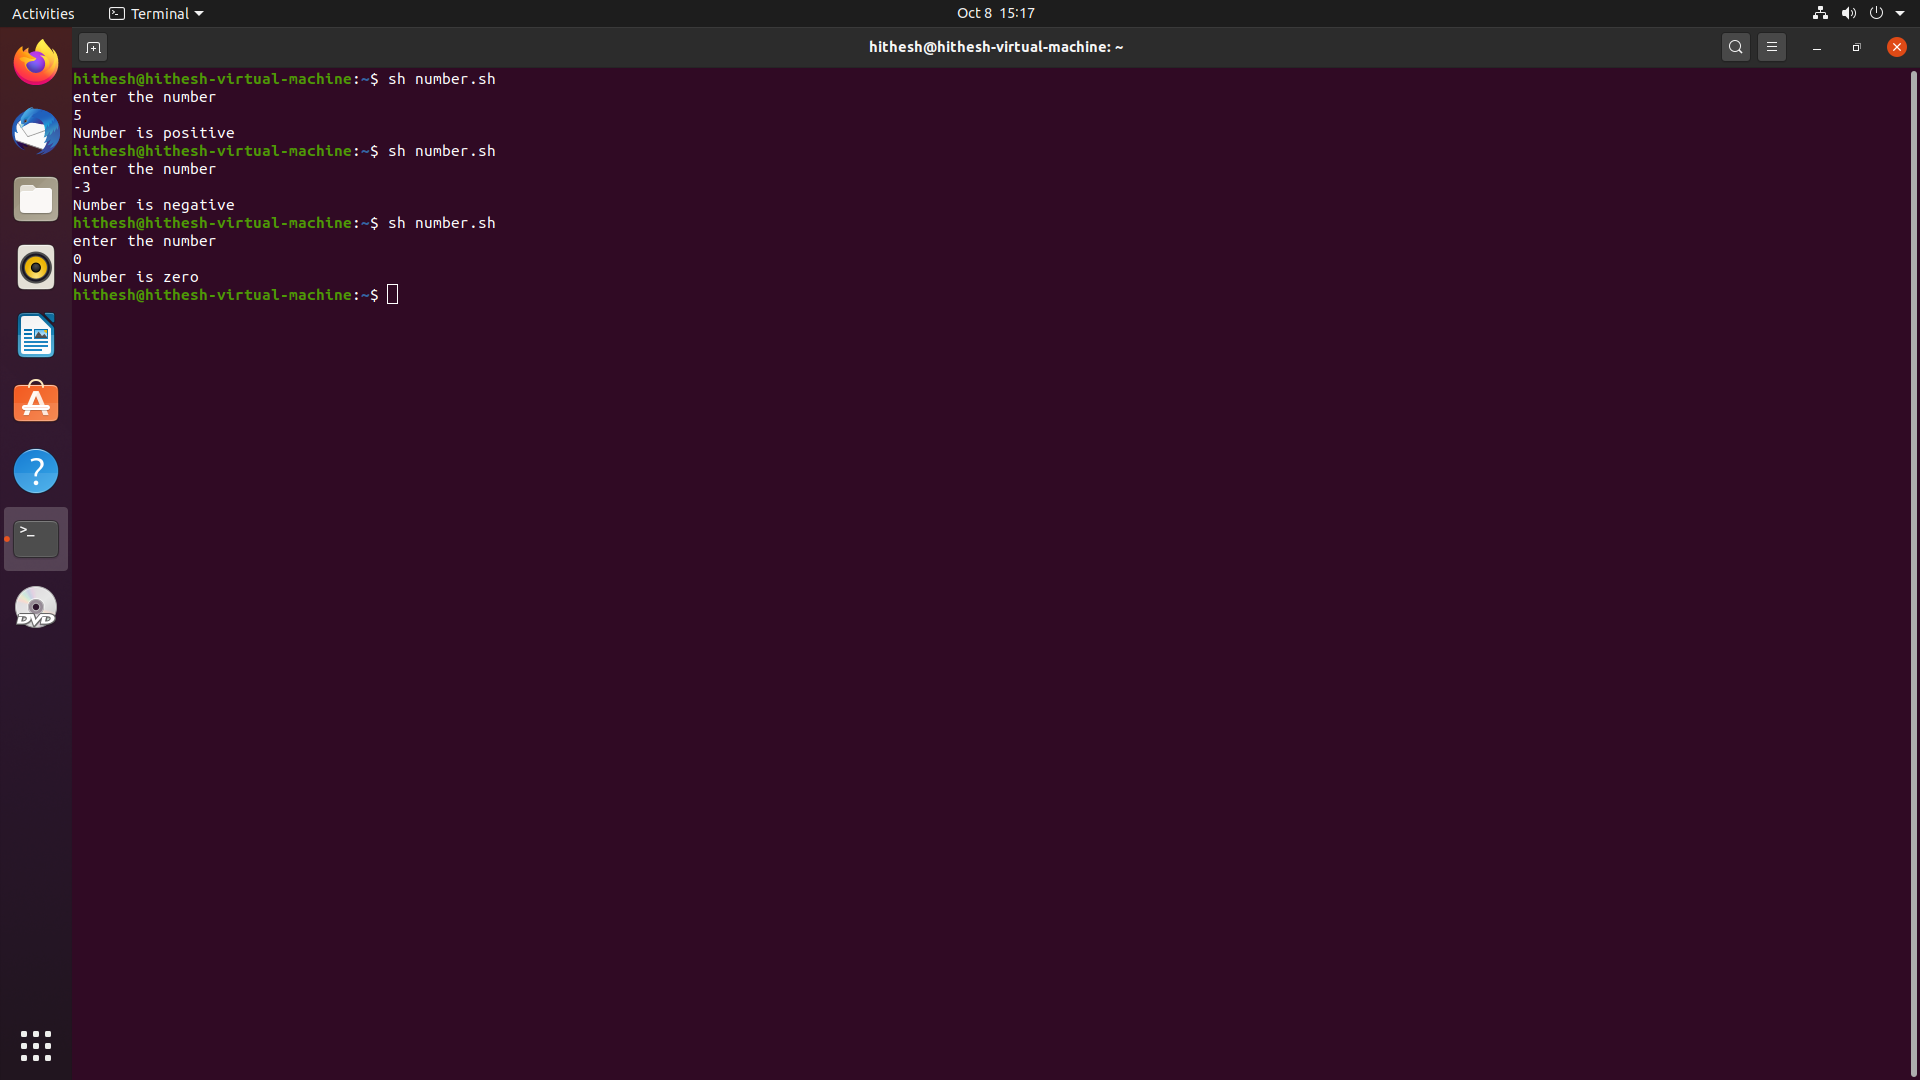 Activities
Terminal
Oct 8 15:17
hithesh@hithesh-virtual-machine: ~
hithesh@hithesh-virtual-machine:~$ sh number.sh
enter the number
5
Number is positive
hithesh@hithesh-virtual-machine:~$ sh number.sh
enter the number
-3
Number is negative
hithesh@hithesh-virtual-machine:~$ sh number.sh
enter the number
0
Number is zero
hithesh@hithesh-virtual-machine:~$
?
>_
DVD